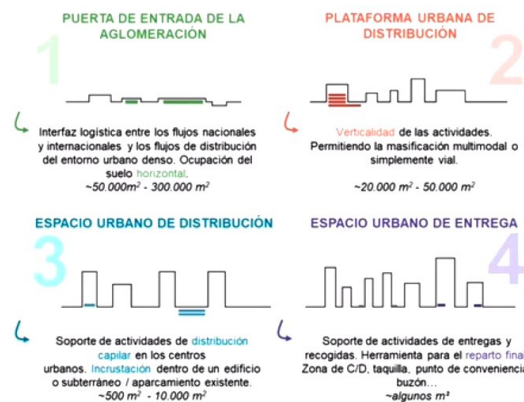 1
PUERTA DE ENTRADA DE LA
AGLOMERACIÓN
Interfaz logística entre los flujos nacionales
y internacionales y los flujos de distribución
del entorno urbano denso. Ocupación del
suelo horizontal.
~50.000m² - 300.000 m²
2
PLATAFORMA URBANA DE
DISTRIBUCIÓN
Verticalidad de las actividades.
Permitiendo la masificación multimodal o
simplemente vial.
~20.000 m² - 50.000 m²
3
ESPACIO URBANO DE DISTRIBUCIÓN
Soporte de actividades de distribución
capilar en los centros
urbanos. Incrustación dentro de un edificio
o subterráneo / aparcamiento existente.
~500 m² - 10.000 m²
4
ESPACIO URBANO DE ENTREGA
Soporte de actividades de entregas y
recogidas. Herramienta para el reparto final
Zona de C/D, taquilla, punto de convenienci
buzón…
~algunos m²